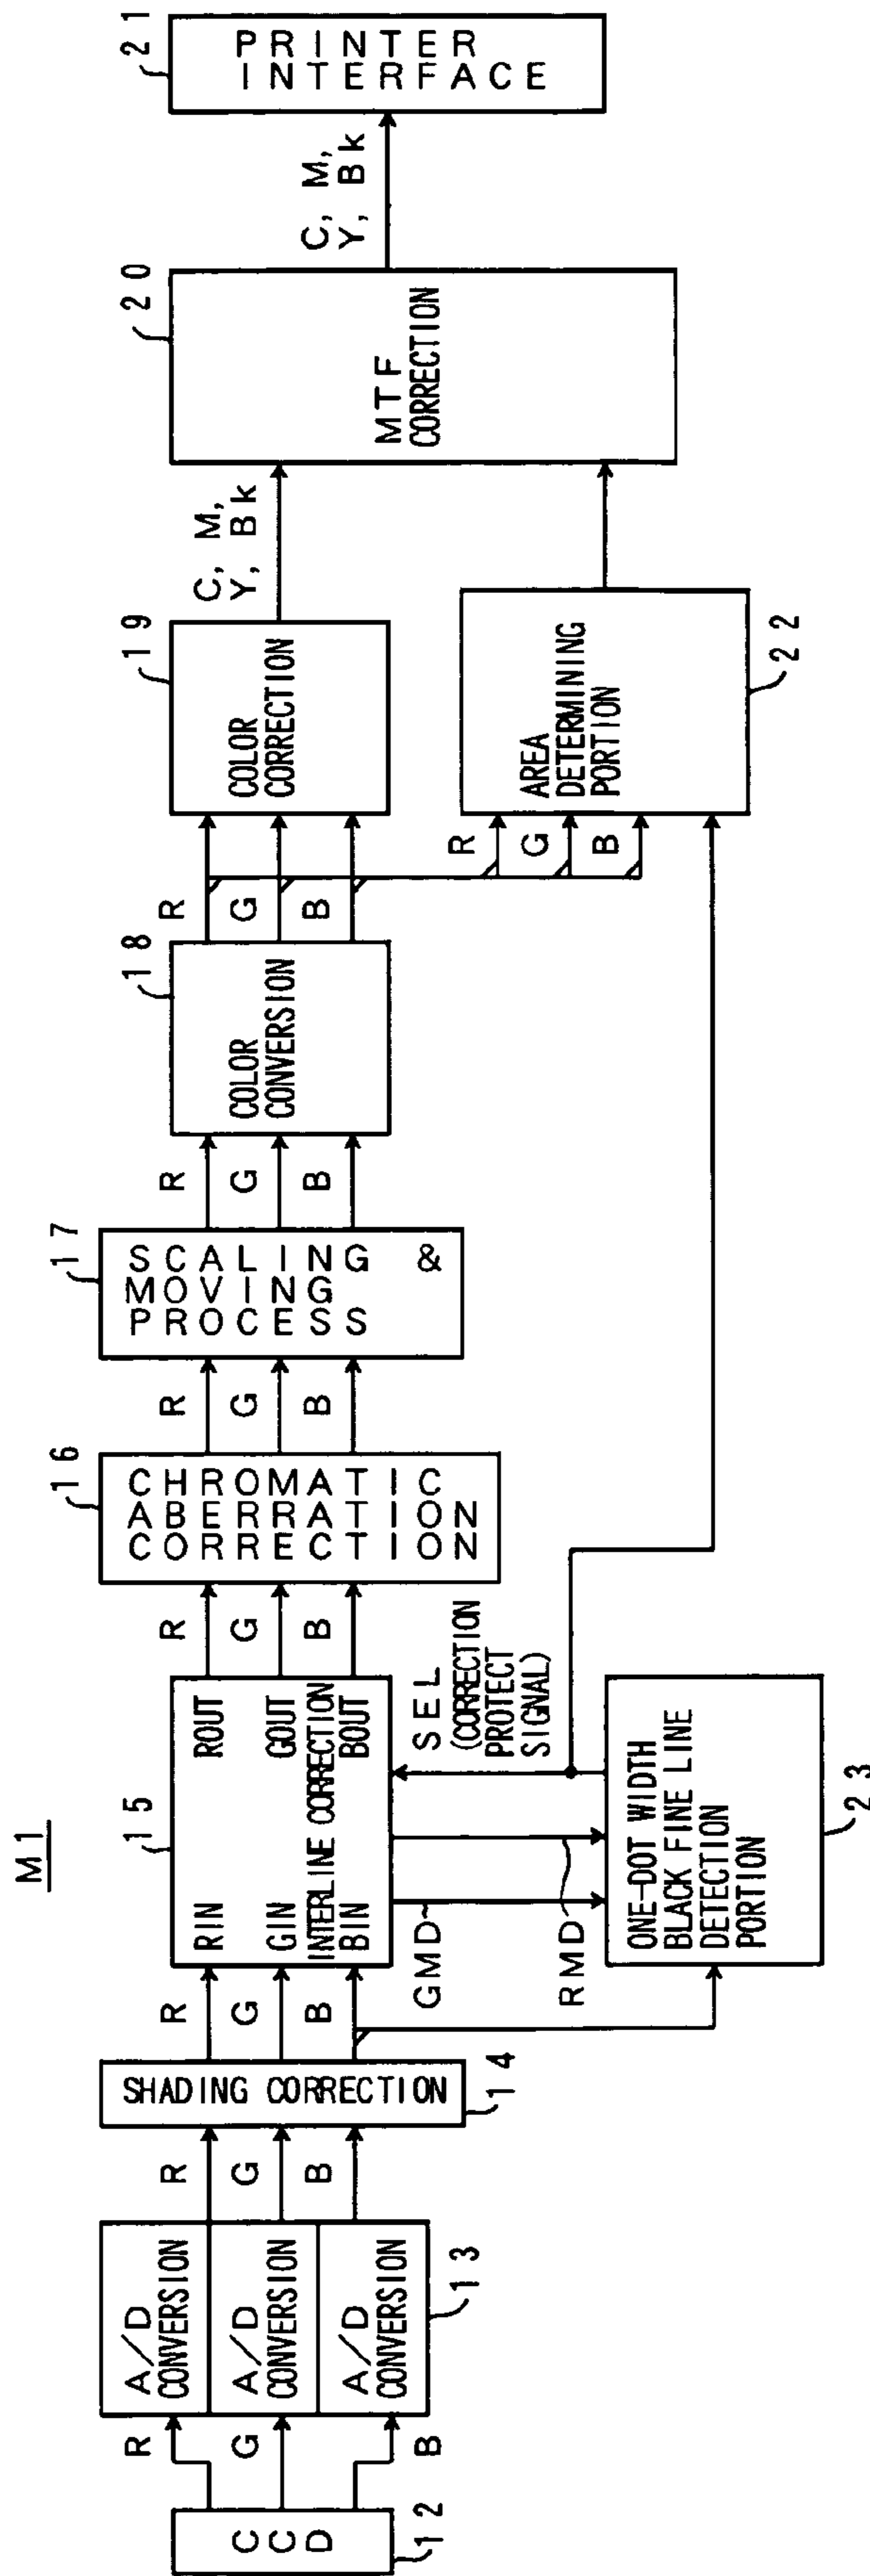 M1
CCD
12
R
G
B
A/D
CONVERSION
A/D
CONVERSION
A/D
CONVERSION
13
R
G
B
SHADING CORRECTION
14
R
G
B
15
RIN
ROUT
GIN
GOUT
INTERLINE CORRECTION
BIN
BOUT
GMD
RMD
SEL
(CORRECTION
PROTECT
SIGNAL)
ONE-DOT WIDTH
BLACK FINE LINE
DETECTION
PORTION
23
R
G
B
16
CHROMATIC
ABERRATION
CORRECTION
R
G
B
17
SCALING &
MOVING
PROCESS
R
G
B
18
COLOR
CONVERSION
R
G
B
19
COLOR
CORRECTION
R
G
B
AREA
DETERMINING
PORTION
22
C, M,
Y, Bk
20
MTF
CORRECTION
C, M,
Y, Bk
21
PRINTER
INTERFACE